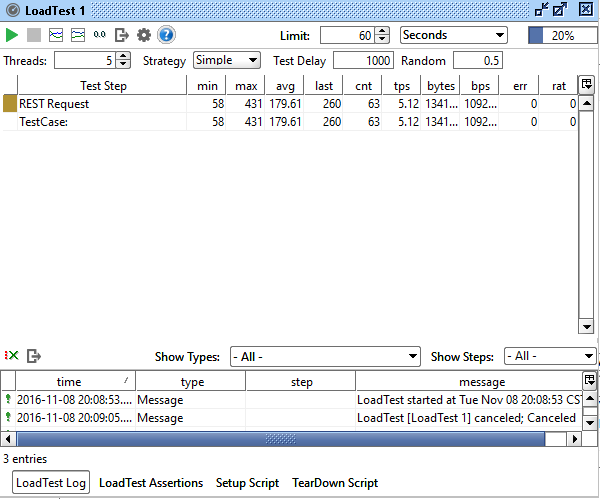 LoadTest 1
0.0 Limit: 60 Seconds 20%
Threads: 5 Strategy Simple Test Delay 1000 Random 0.5
Test Step min max avg last cnt tps bytes bps err rat
REST Request 58 431 179.61 260 63 5.12 1341... 1092... 0 0
TestCase: 58 431 179.61 260 63 5.12 1341... 1092... 0 0
Show Types: - All - Show Steps: - All -
time type step message
2016-11-08 20:08:53.... Message LoadTest started at Tue Nov 08 20:08:53 CST
2016-11-08 20:09:05.... Message LoadTest [LoadTest 1] canceled; Canceled
3 entries
LoadTest Log LoadTest Assertions Setup Script TearDown Script